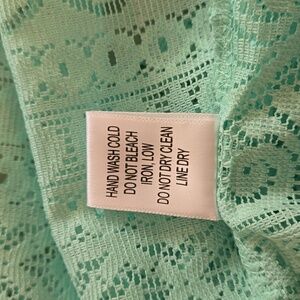 HAND WASH COLD
DO NOT BLEACH
IRON, LOW
DO NOT DRY CLEAN
LINE DRY